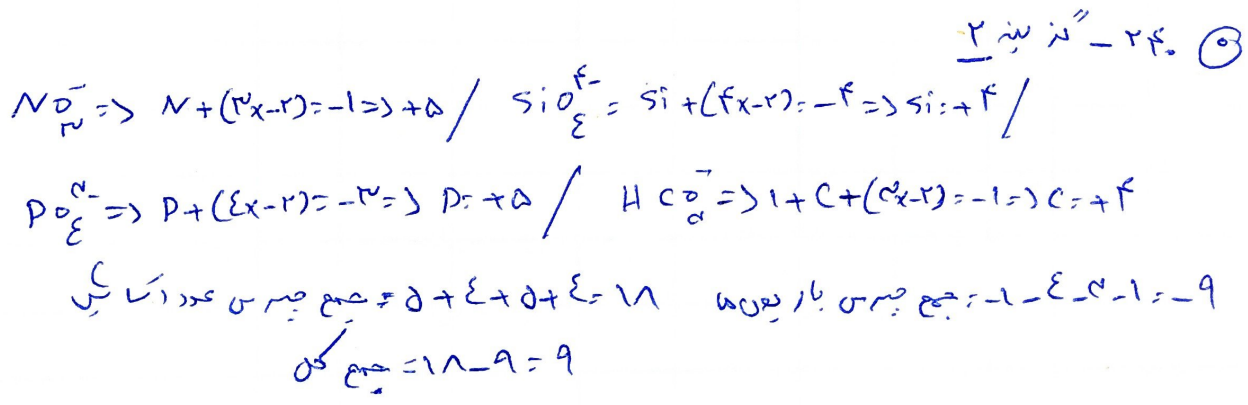 ۲۴۰ - گزینه ۲
NO₃⁻ => N+(۳x-۲)=-۱=>+۵ / SiO₄⁴⁻ = Si+(۴x-۲)=-۴=>Si=+۴ /
PO₄³⁻ => P+(۴x-۲)=-۳=> P=+۵ / HCO₃⁻ => ۱+C+(۳x-۲)=-۱=> C=+۴
جمع جبری عدد اکسایش = ۵+۴+۵+۴=۱۸ جمع جبری بار یون‌ها = -۱-۴-۳-۱=-۹
جمع کل = ۱۸-۹=۹